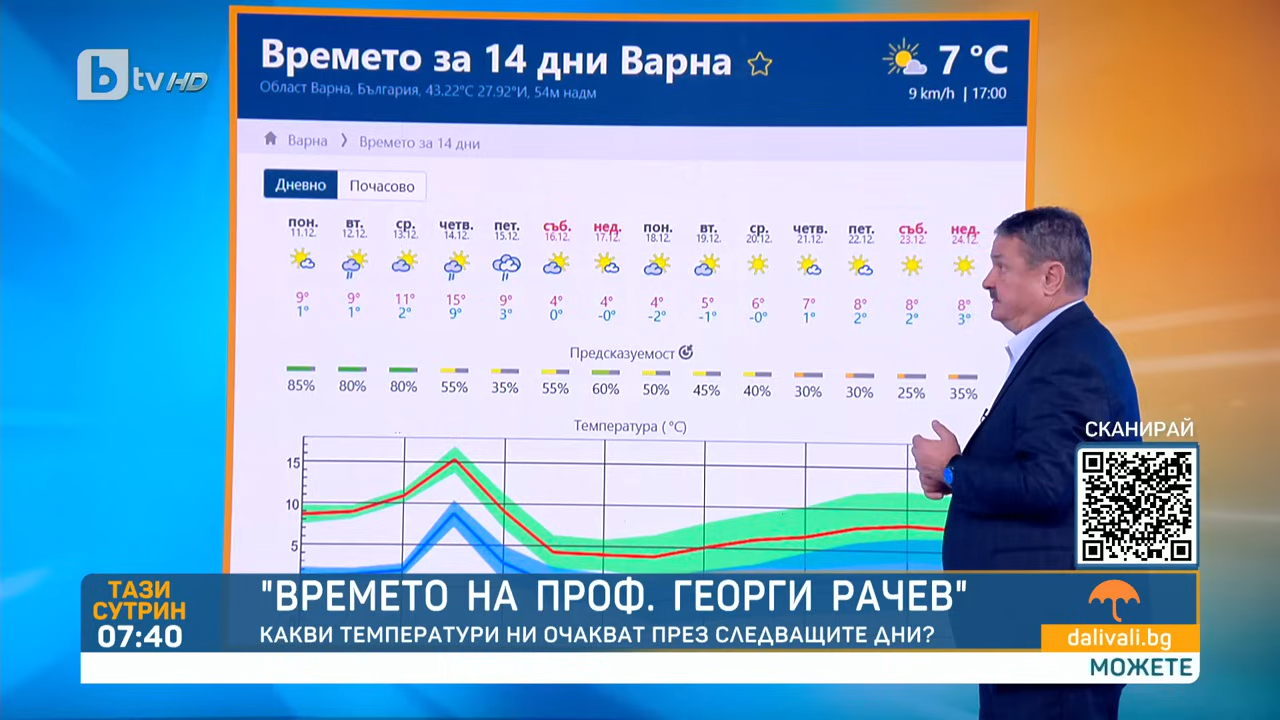 btv HD
Времето за 14 дни Варна
Област Варна, България, 43.22°С 27.92°И, 54м надм
7 °C
9 km/h | 17:00
Варна Времето за 14 дни
Дневно Почасово
пон. вт. ср. четв. пет. съб. нед. пон. вт. ср. четв. пет. съб. нед.
11.12. 12.12. 13.12. 14.12. 15.12. 16.12. 17.12. 18.12. 19.12. 20.12. 21.12. 22.12. 23.12. 24.12.
9° 9° 11° 15° 9° 4° 4° 4° 5° 6° 7° 8° 8° 8°
1° 1° 2° 9° 3° 0° -0° -2° -1° -0° 1° 2° 2° 3°
Предсказуемост
85% 80% 80% 55% 35% 55% 60% 50% 45% 40% 30% 30% 25% 35%
Температура (°C)
15
10
5
СКАНИРАЙ
ТАЗИ
СУТРИН
07:40
"ВРЕМЕТО НА ПРОФ. ГЕОРГИ РАЧЕВ"
КАКВИ ТЕМПЕРАТУРИ НИ ОЧАКВАТ ПРЕЗ СЛЕДВАЩИТЕ ДНИ?
dalivali.bg
МОЖЕТЕ